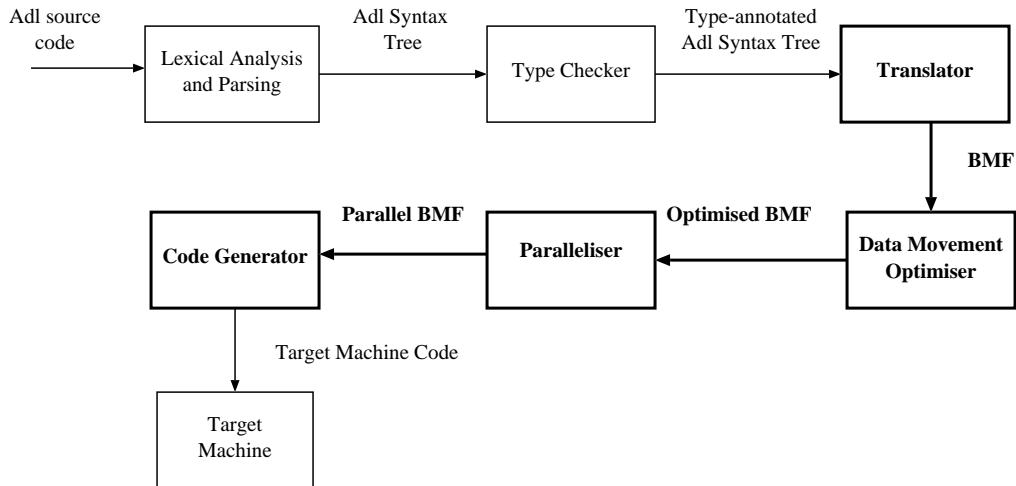 Adl source
code
Lexical Analysis
and Parsing
Adl Syntax
Tree
Type Checker
Type-annotated
Adl Syntax Tree
Translator
BMF
Data Movement
Optimiser
Optimised BMF
Paralleliser
Parallel BMF
Code Generator
Target Machine Code
Target
Machine